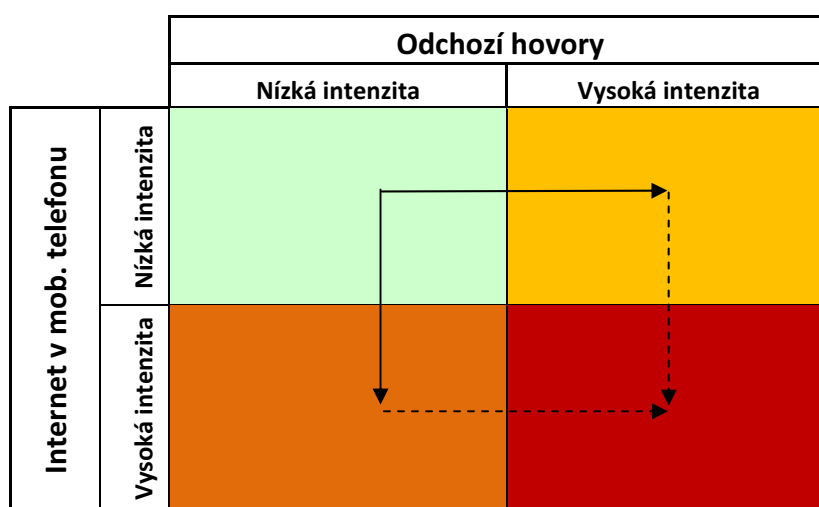 Odchozí hovory
Nízká intenzita
Vysoká intenzita
Internet v mob. telefonu
Nízká intenzita
Vysoká intenzita